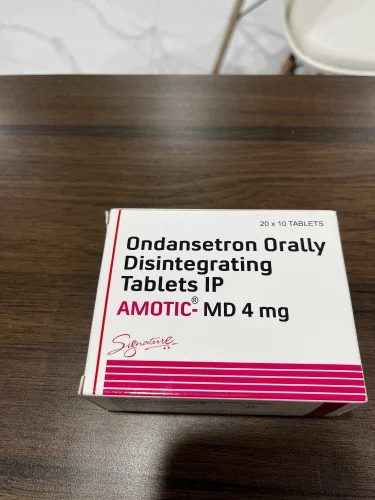 20 x 10 TABLETS
Ondansetron Orally
Disintegrating
Tablets IP
AMOTIC®- MD 4 mg
Signature